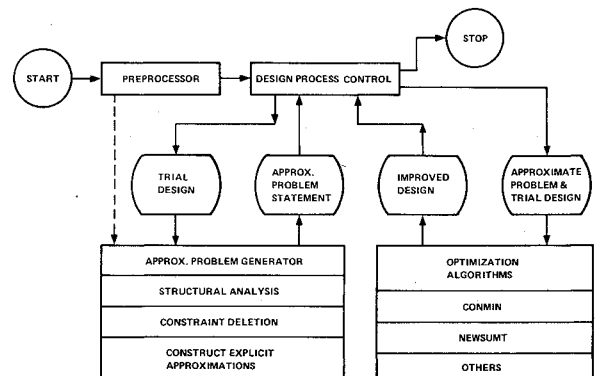 STOP
START
PREPROCESSOR
DESIGN PROCESS CONTROL
TRIAL
DESIGN
APPROX.
PROBLEM
STATEMENT
IMPROVED
DESIGN
APPROXIMATE
PROBLEM &
TRIAL DESIGN
APPROX. PROBLEM GENERATOR
STRUCTURAL ANALYSIS
CONSTRAINT DELETION
CONSTRUCT EXPLICIT
APPROXIMATIONS
OPTIMIZATION
ALGORITHMS
CONMIN
NEWSUMT
OTHERS